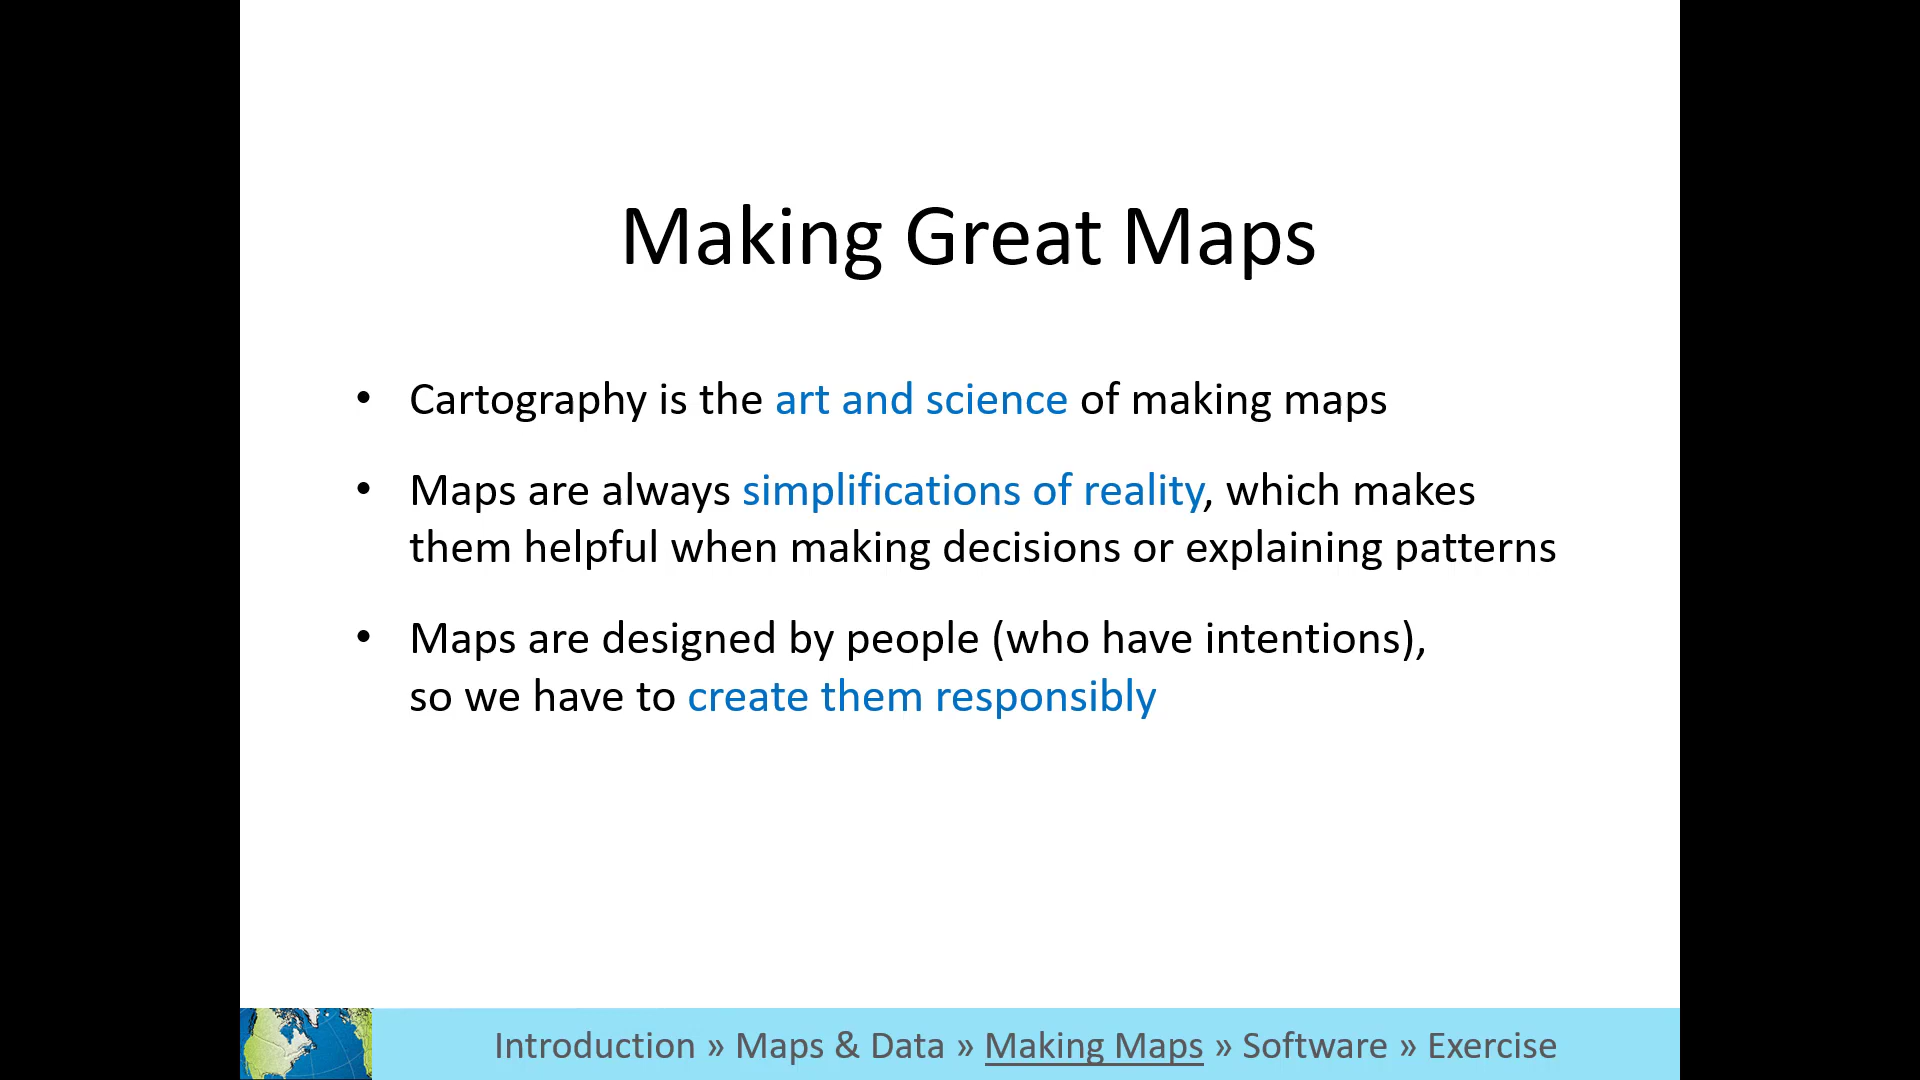 Making Great Maps
• Cartography is the art and science of making maps
• Maps are always simplifications of reality, which makes
them helpful when making decisions or explaining patterns
• Maps are designed by people (who have intentions),
so we have to create them responsibly
Introduction » Maps & Data » Making Maps » Software » Exercise